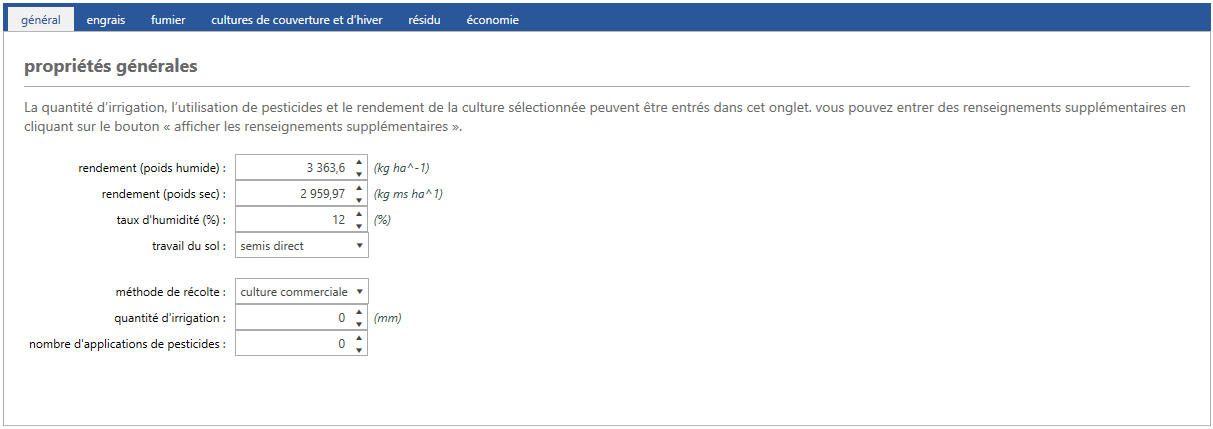 général engrais fumier cultures de couverture et d’hiver résidu économie
propriétés générales
La quantité d’irrigation, l’utilisation de pesticides et le rendement de la culture sélectionnée peuvent être entrés dans cet onglet. vous pouvez entrer des renseignements supplémentaires en
cliquant sur le bouton « afficher les renseignements supplémentaires ».
rendement (poids humide) : 3 363,6 (kg ha^-1)
rendement (poids sec) : 2 959,97 (kg ms ha^1)
taux d'humidité (%) : 12 (%)
travail du sol : semis direct
méthode de récolte : culture commerciale
quantité d'irrigation : 0 (mm)
nombre d'applications de pesticides : 0